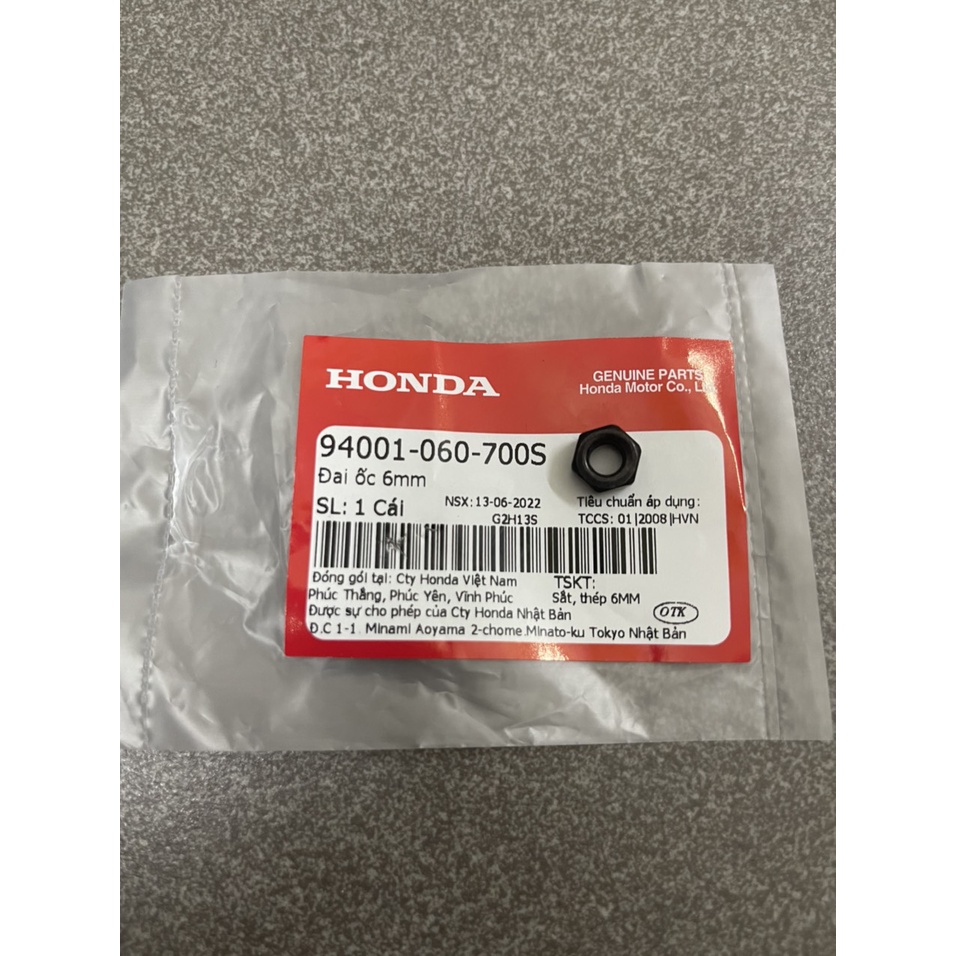 HONDA
GENUINE PARTS
Honda Motor Co.,
94001-060-700S
Đai ốc 6mm
SL: 1 Cái
NSX: 13-06-2022
G2H13S
Tiêu chuẩn áp dụng:
TCCS: 01|2008|HVN
Đóng gói tại: Cty Honda Việt Nam
Phúc Thắng, Phúc Yên, Vĩnh Phúc
TSKT:
Sắt, thép 6MM
Được sự cho phép của Cty Honda Nhật Bản
OTK
Đ.C 1-1 Minami Aoyama 2-chome Minato-ku Tokyo Nhật Bản